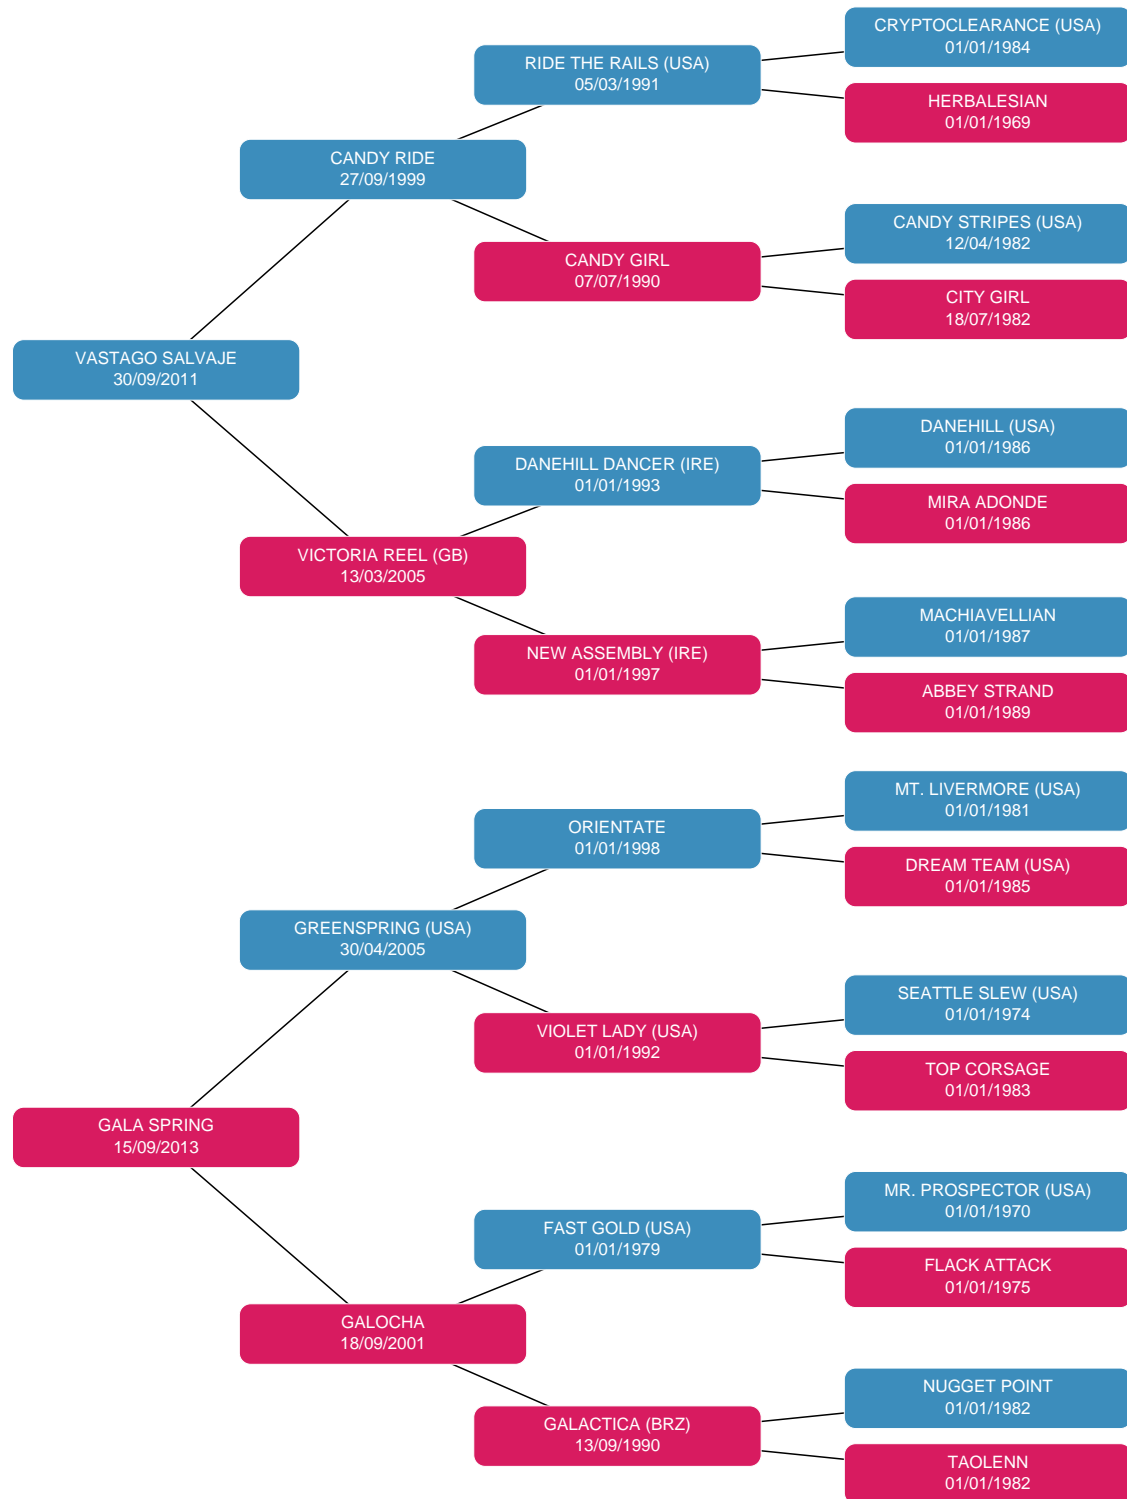 CRYPTOCLEARANCE (USA)
01/01/1984
RIDE THE RAILS (USA)
05/03/1991
HERBALESIAN
01/01/1969
CANDY RIDE
27/09/1999
CANDY STRIPES (USA)
12/04/1982
CANDY GIRL
07/07/1990
CITY GIRL
18/07/1982
VASTAGO SALVAJE
30/09/2011
DANEHILL (USA)
01/01/1986
DANEHILL DANCER (IRE)
01/01/1993
MIRA ADONDE
01/01/1986
VICTORIA REEL (GB)
13/03/2005
MACHIAVELLIAN
01/01/1987
NEW ASSEMBLY (IRE)
01/01/1997
ABBEY STRAND
01/01/1989
MT. LIVERMORE (USA)
01/01/1981
ORIENTATE
01/01/1998
DREAM TEAM (USA)
01/01/1985
GREENSPRING (USA)
30/04/2005
SEATTLE SLEW (USA)
01/01/1974
VIOLET LADY (USA)
01/01/1992
TOP CORSAGE
01/01/1983
GALA SPRING
15/09/2013
MR. PROSPECTOR (USA)
01/01/1970
FAST GOLD (USA)
01/01/1979
FLACK ATTACK
01/01/1975
GALOCHA
18/09/2001
NUGGET POINT
01/01/1982
GALACTICA (BRZ)
13/09/1990
TAOLENN
01/01/1982